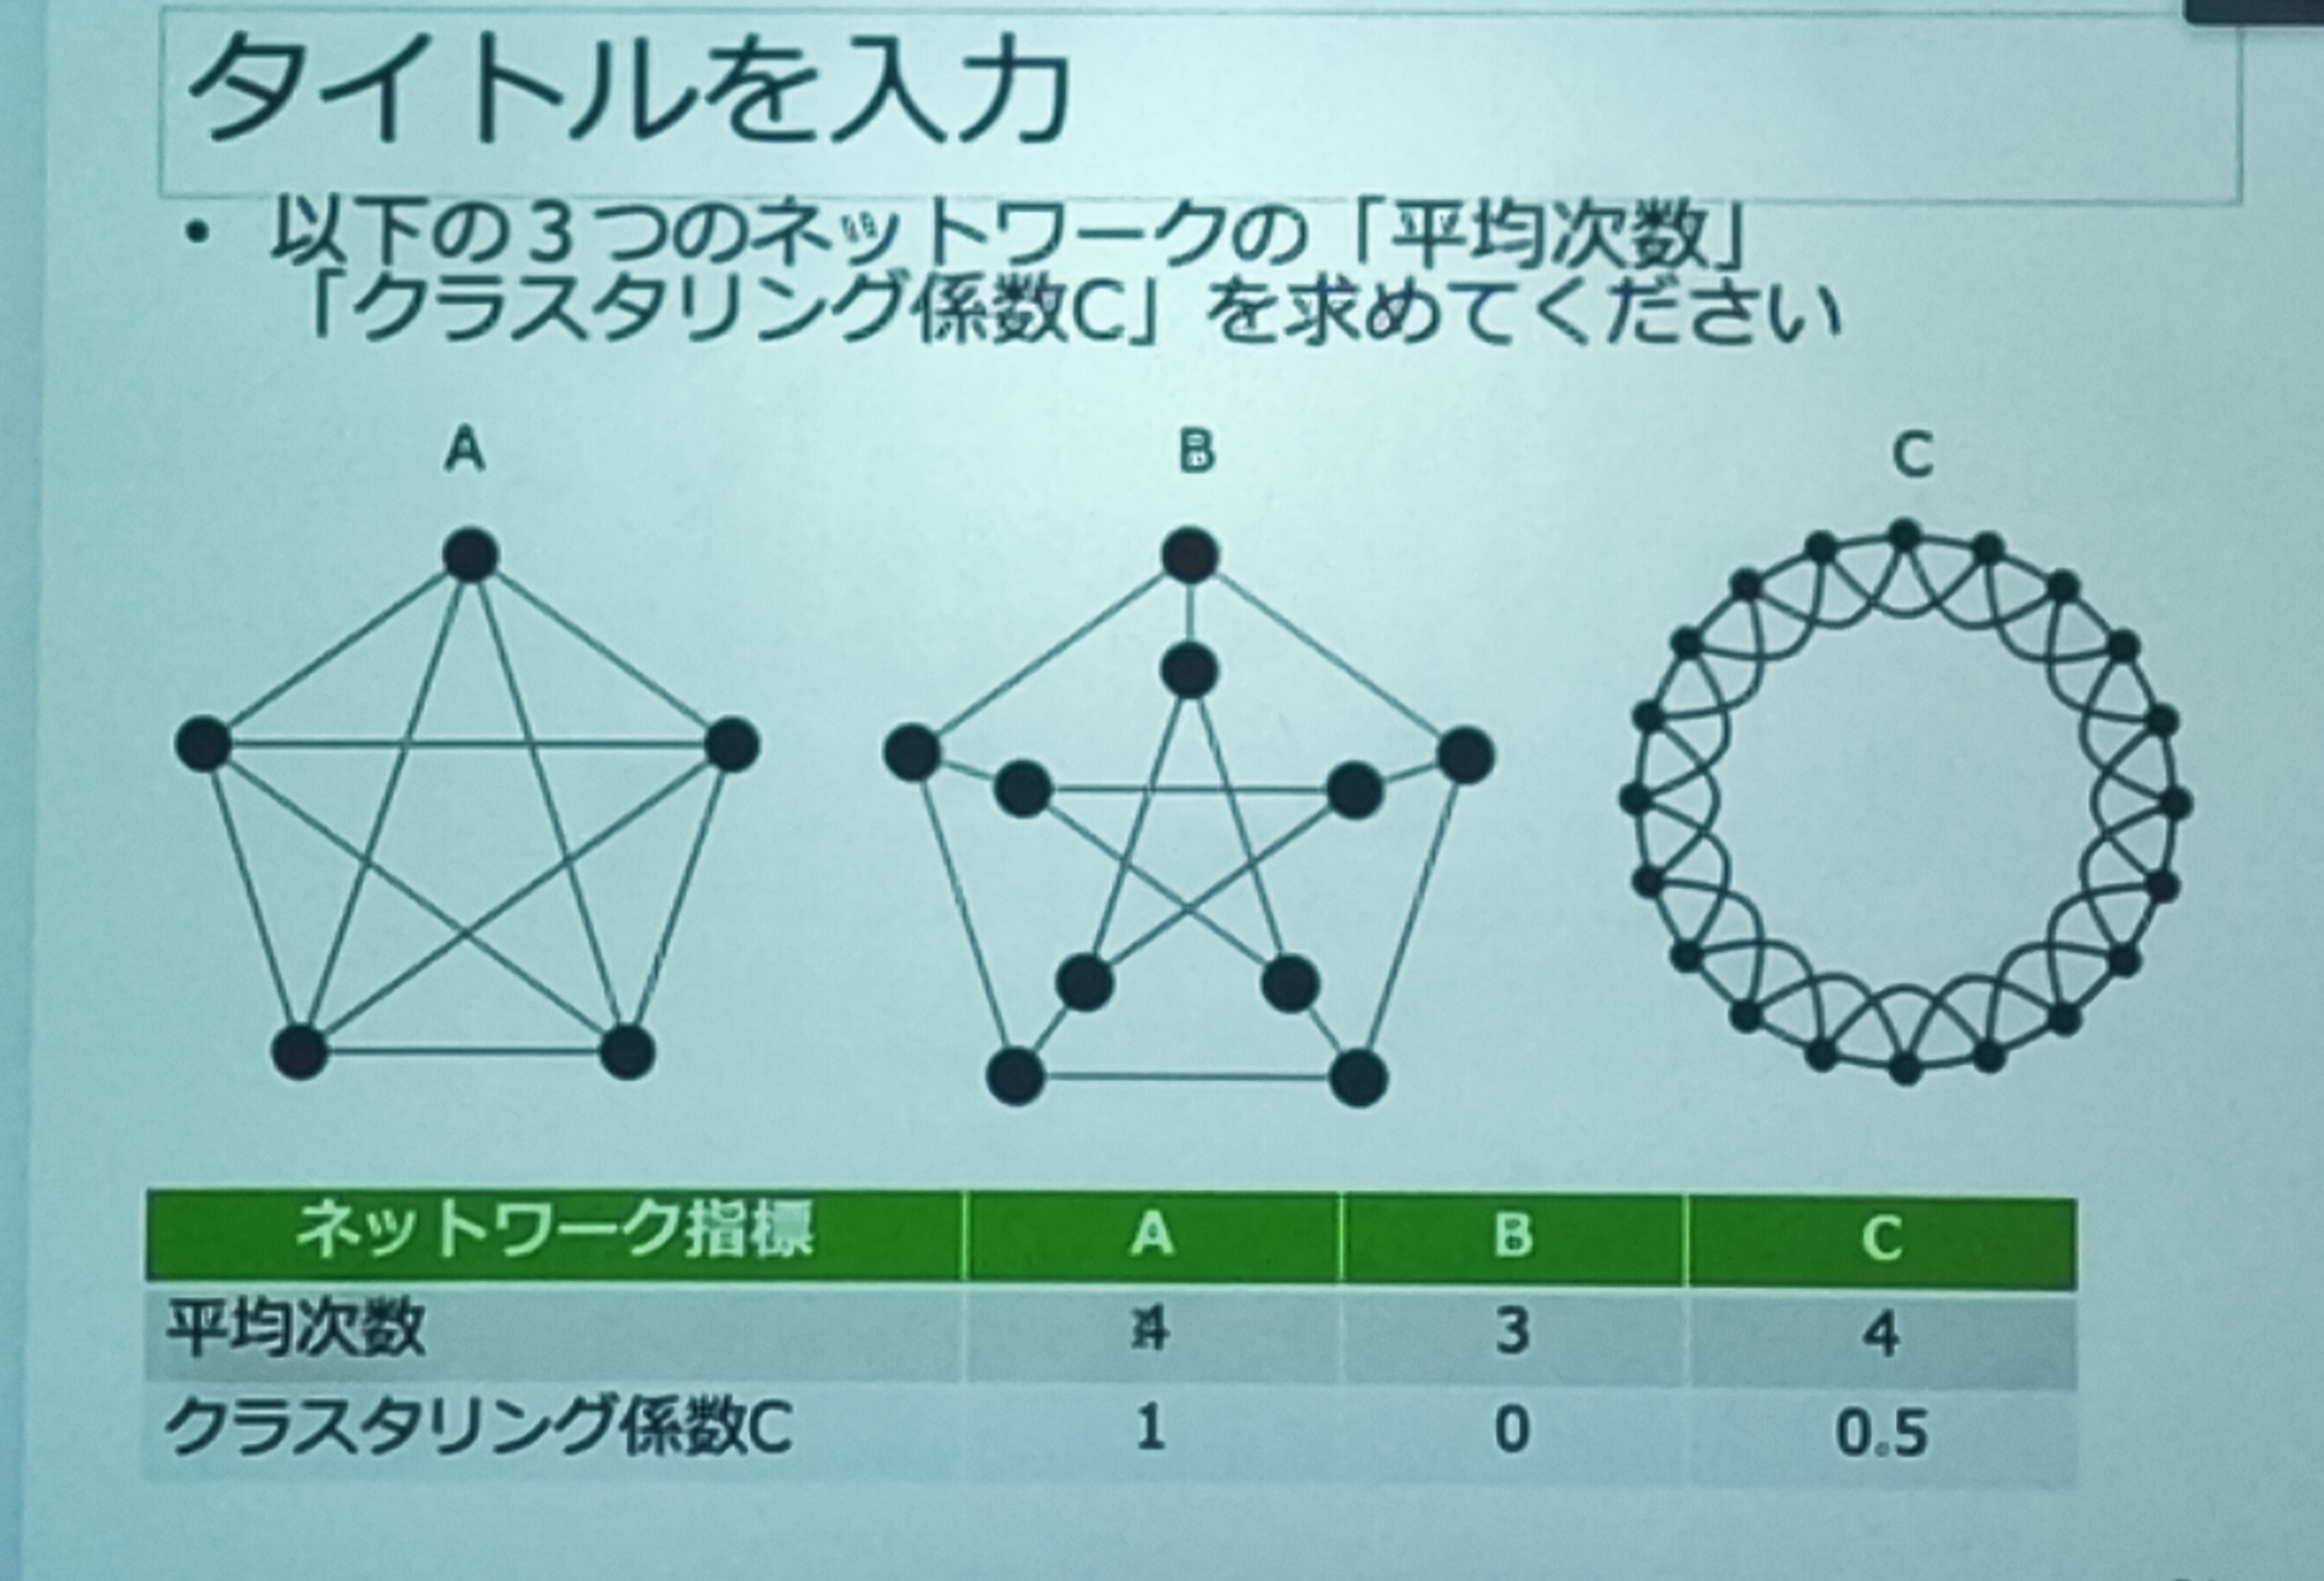 タイトルを入力
• 以下の3つのネットワークの「平均次数」
「クラスタリング係数C」を求めてください
A B C
ネットワーク指標 A B C
平均次数 4 3 4
クラスタリング係数C 1 0 0.5